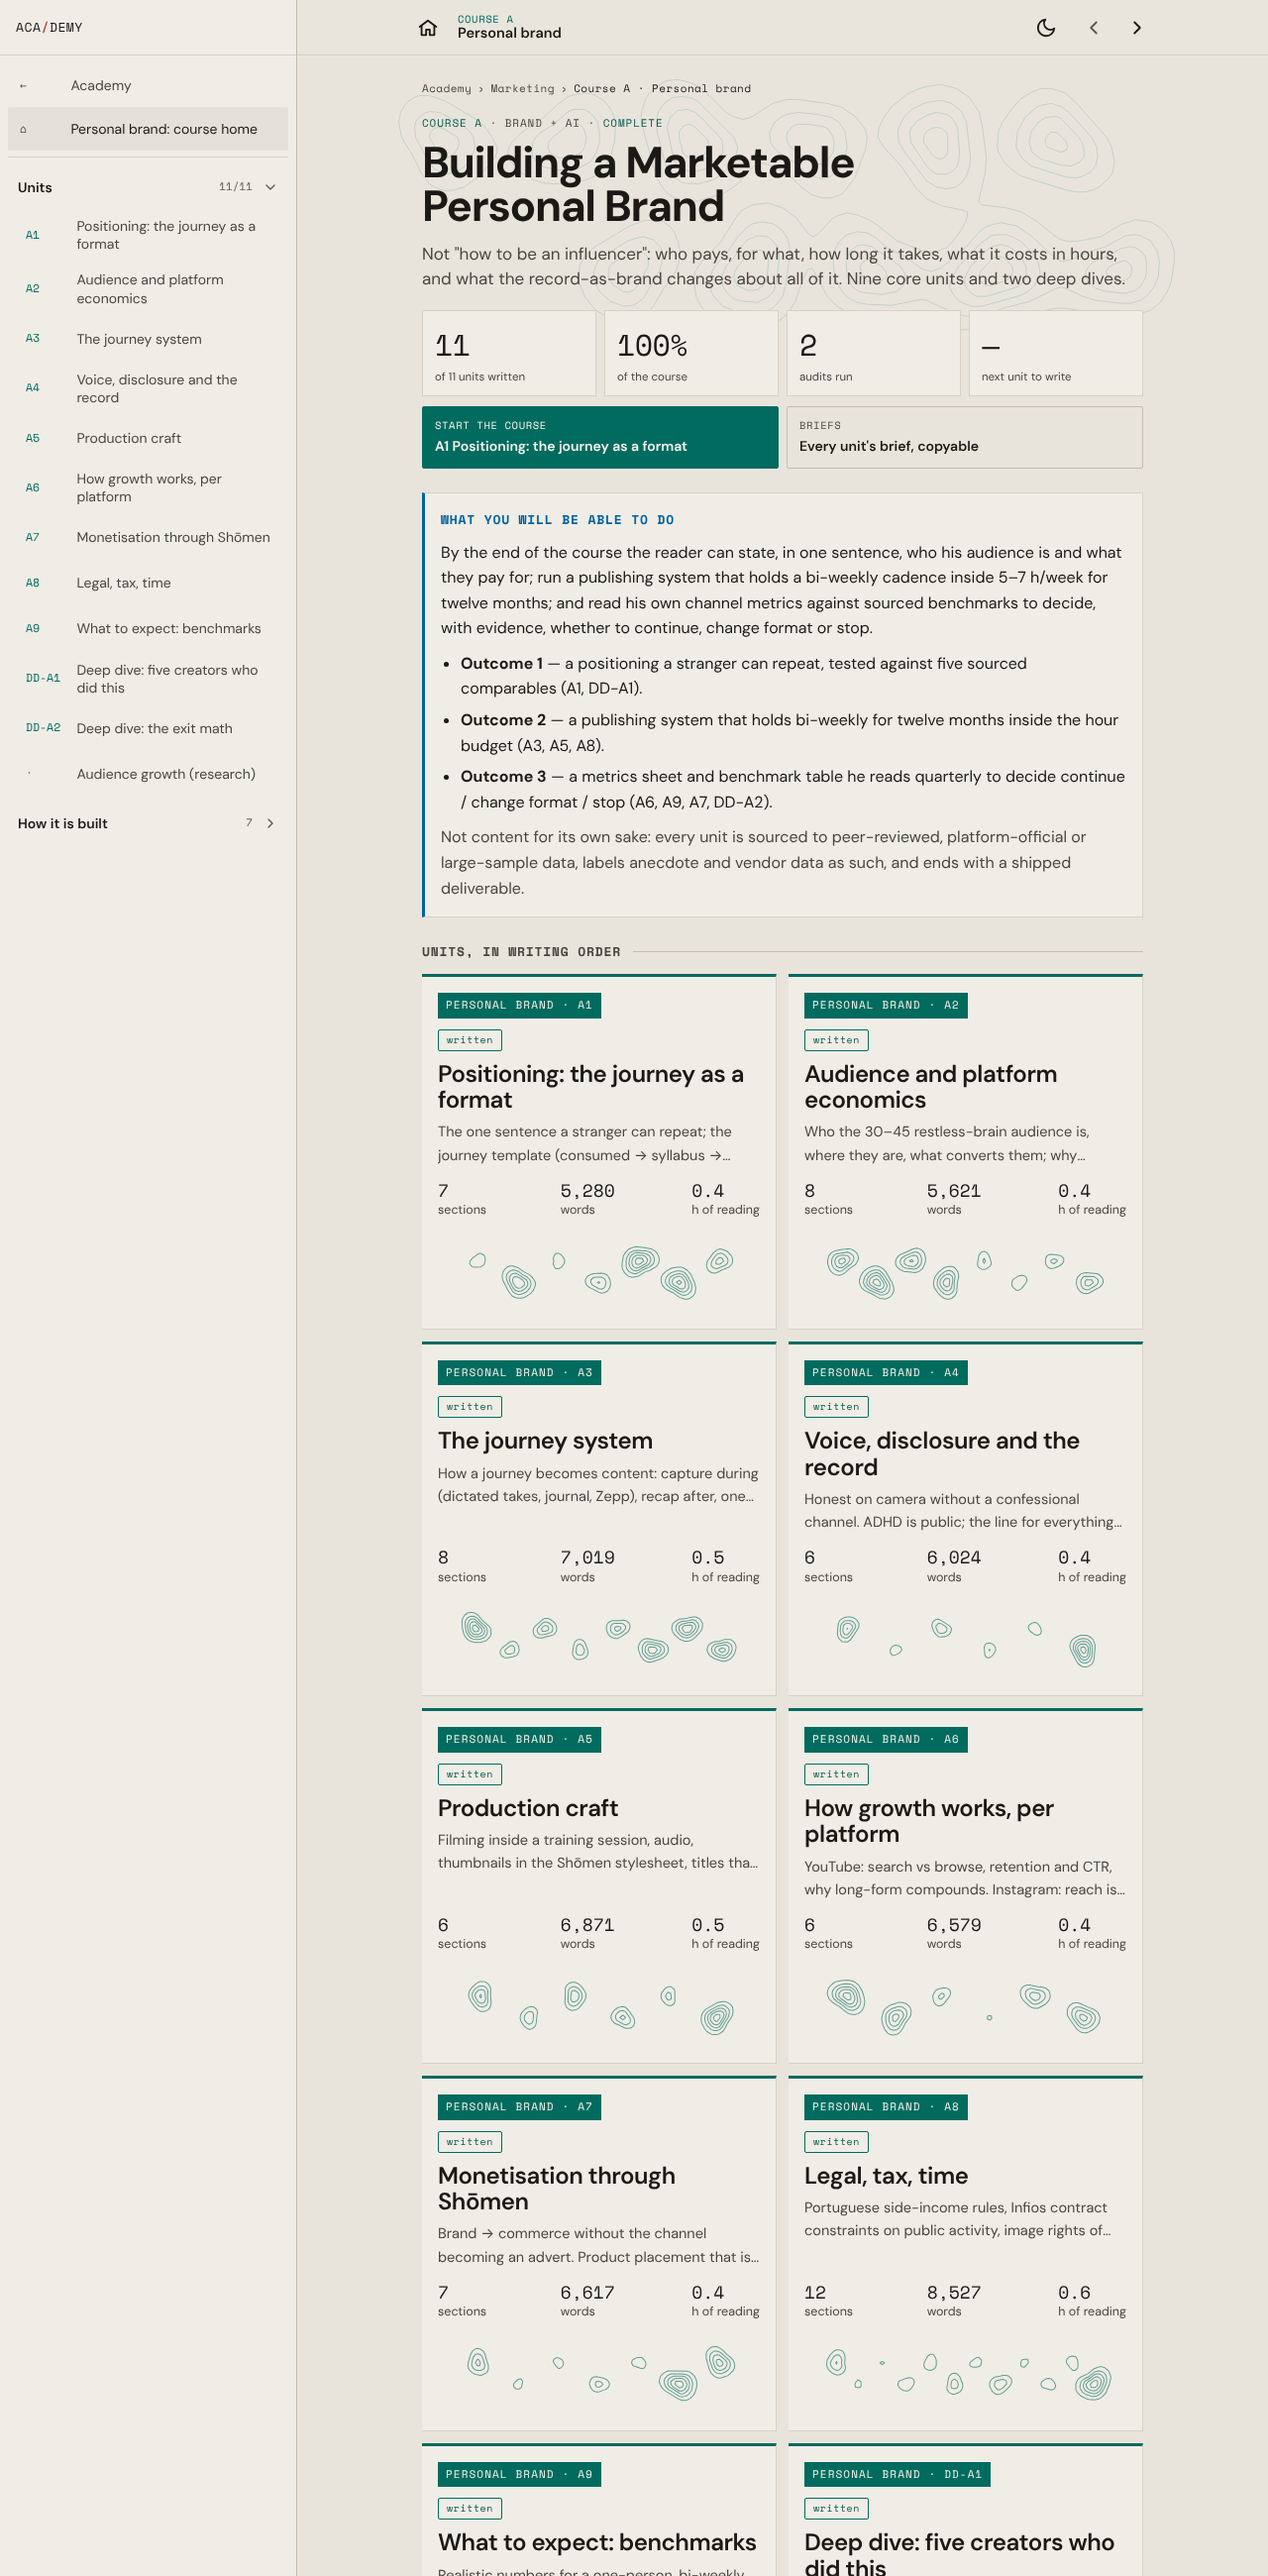 ACA/DEMY
← Academy
⌂ Personal brand: course home
Units 11/11
A1 Positioning: the journey as a
format
A2 Audience and platform
economics
A3 The journey system
A4 Voice, disclosure and the
record
A5 Production craft
A6 How growth works, per
platform
A7 Monetisation through Shōmen
A8 Legal, tax, time
A9 What to expect: benchmarks
DD-A1 Deep dive: five creators who
did this
DD-A2 Deep dive: the exit math
· Audience growth (research)
How it is built 7
COURSE A
Personal brand
Academy › Marketing › Course A · Personal brand
COURSE A · BRAND + AI · COMPLETE
Building a Marketable
Personal Brand
Not "how to be an influencer": who pays, for what, how long it takes, what it costs in hours,
and what the record-as-brand changes about all of it. Nine core units and two deep dives.
11
of 11 units written
100%
of the course
2
audits run
—
next unit to write
START THE COURSE
A1 Positioning: the journey as a format
BRIEFS
Every unit's brief, copyable
WHAT YOU WILL BE ABLE TO DO
By the end of the course the reader can state, in one sentence, who his audience is and what
they pay for; run a publishing system that holds a bi-weekly cadence inside 5–7 h/week for
twelve months; and read his own channel metrics against sourced benchmarks to decide,
with evidence, whether to continue, change format or stop.
• Outcome 1 — a positioning a stranger can repeat, tested against five sourced
comparables (A1, DD-A1).
• Outcome 2 — a publishing system that holds bi-weekly for twelve months inside the hour
budget (A3, A5, A8).
• Outcome 3 — a metrics sheet and benchmark table he reads quarterly to decide continue
/ change format / stop (A6, A9, A7, DD-A2).
Not content for its own sake: every unit is sourced to peer-reviewed, platform-official or
large-sample data, labels anecdote and vendor data as such, and ends with a shipped
deliverable.
UNITS, IN WRITING ORDER
PERSONAL BRAND · A1
written
Positioning: the journey as a
format
The one sentence a stranger can repeat; the
journey template (consumed → syllabus →…
7 5,280 0.4
sections words h of reading
PERSONAL BRAND · A2
written
Audience and platform
economics
Who the 30–45 restless-brain audience is,
where they are, what converts them; why…
8 5,621 0.4
sections words h of reading
PERSONAL BRAND · A3
written
The journey system
How a journey becomes content: capture during
(dictated takes, journal, Zepp), recap after, one…
8 7,019 0.5
sections words h of reading
PERSONAL BRAND · A4
written
Voice, disclosure and the
record
Honest on camera without a confessional
channel. ADHD is public; the line for everything…
6 6,024 0.4
sections words h of reading
PERSONAL BRAND · A5
written
Production craft
Filming inside a training session, audio,
thumbnails in the Shōmen stylesheet, titles tha…
6 6,871 0.5
sections words h of reading
PERSONAL BRAND · A6
written
How growth works, per
platform
YouTube: search vs browse, retention and CTR,
why long-form compounds. Instagram: reach is…
6 6,579 0.4
sections words h of reading
PERSONAL BRAND · A7
written
Monetisation through
Shōmen
Brand → commerce without the channel
becoming an advert. Product placement that is…
7 6,617 0.4
sections words h of reading
PERSONAL BRAND · A8
written
Legal, tax, time
Portuguese side-income rules, Infios contract
constraints on public activity, image rights of…
12 8,527 0.6
sections words h of reading
PERSONAL BRAND · A9
written
What to expect: benchmarks
Realistic numbers for a one-person, bi-weekly
PERSONAL BRAND · DD-A1
written
Deep dive: five creators who
did this